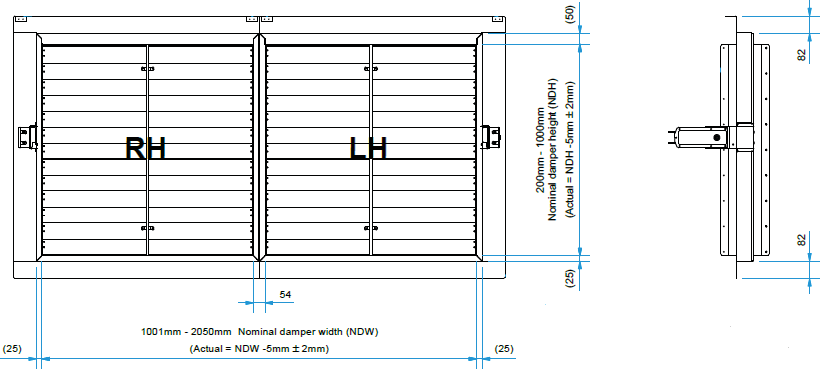 (50)
82
RH
LH
200mm - 1000mm
Nominal damper height (NDH)
(Actual = NDH -5mm ± 2mm)
82
(25)
54
1001mm - 2050mm Nominal damper width (NDW)
(25)
(Actual = NDW -5mm ± 2mm)
(25)